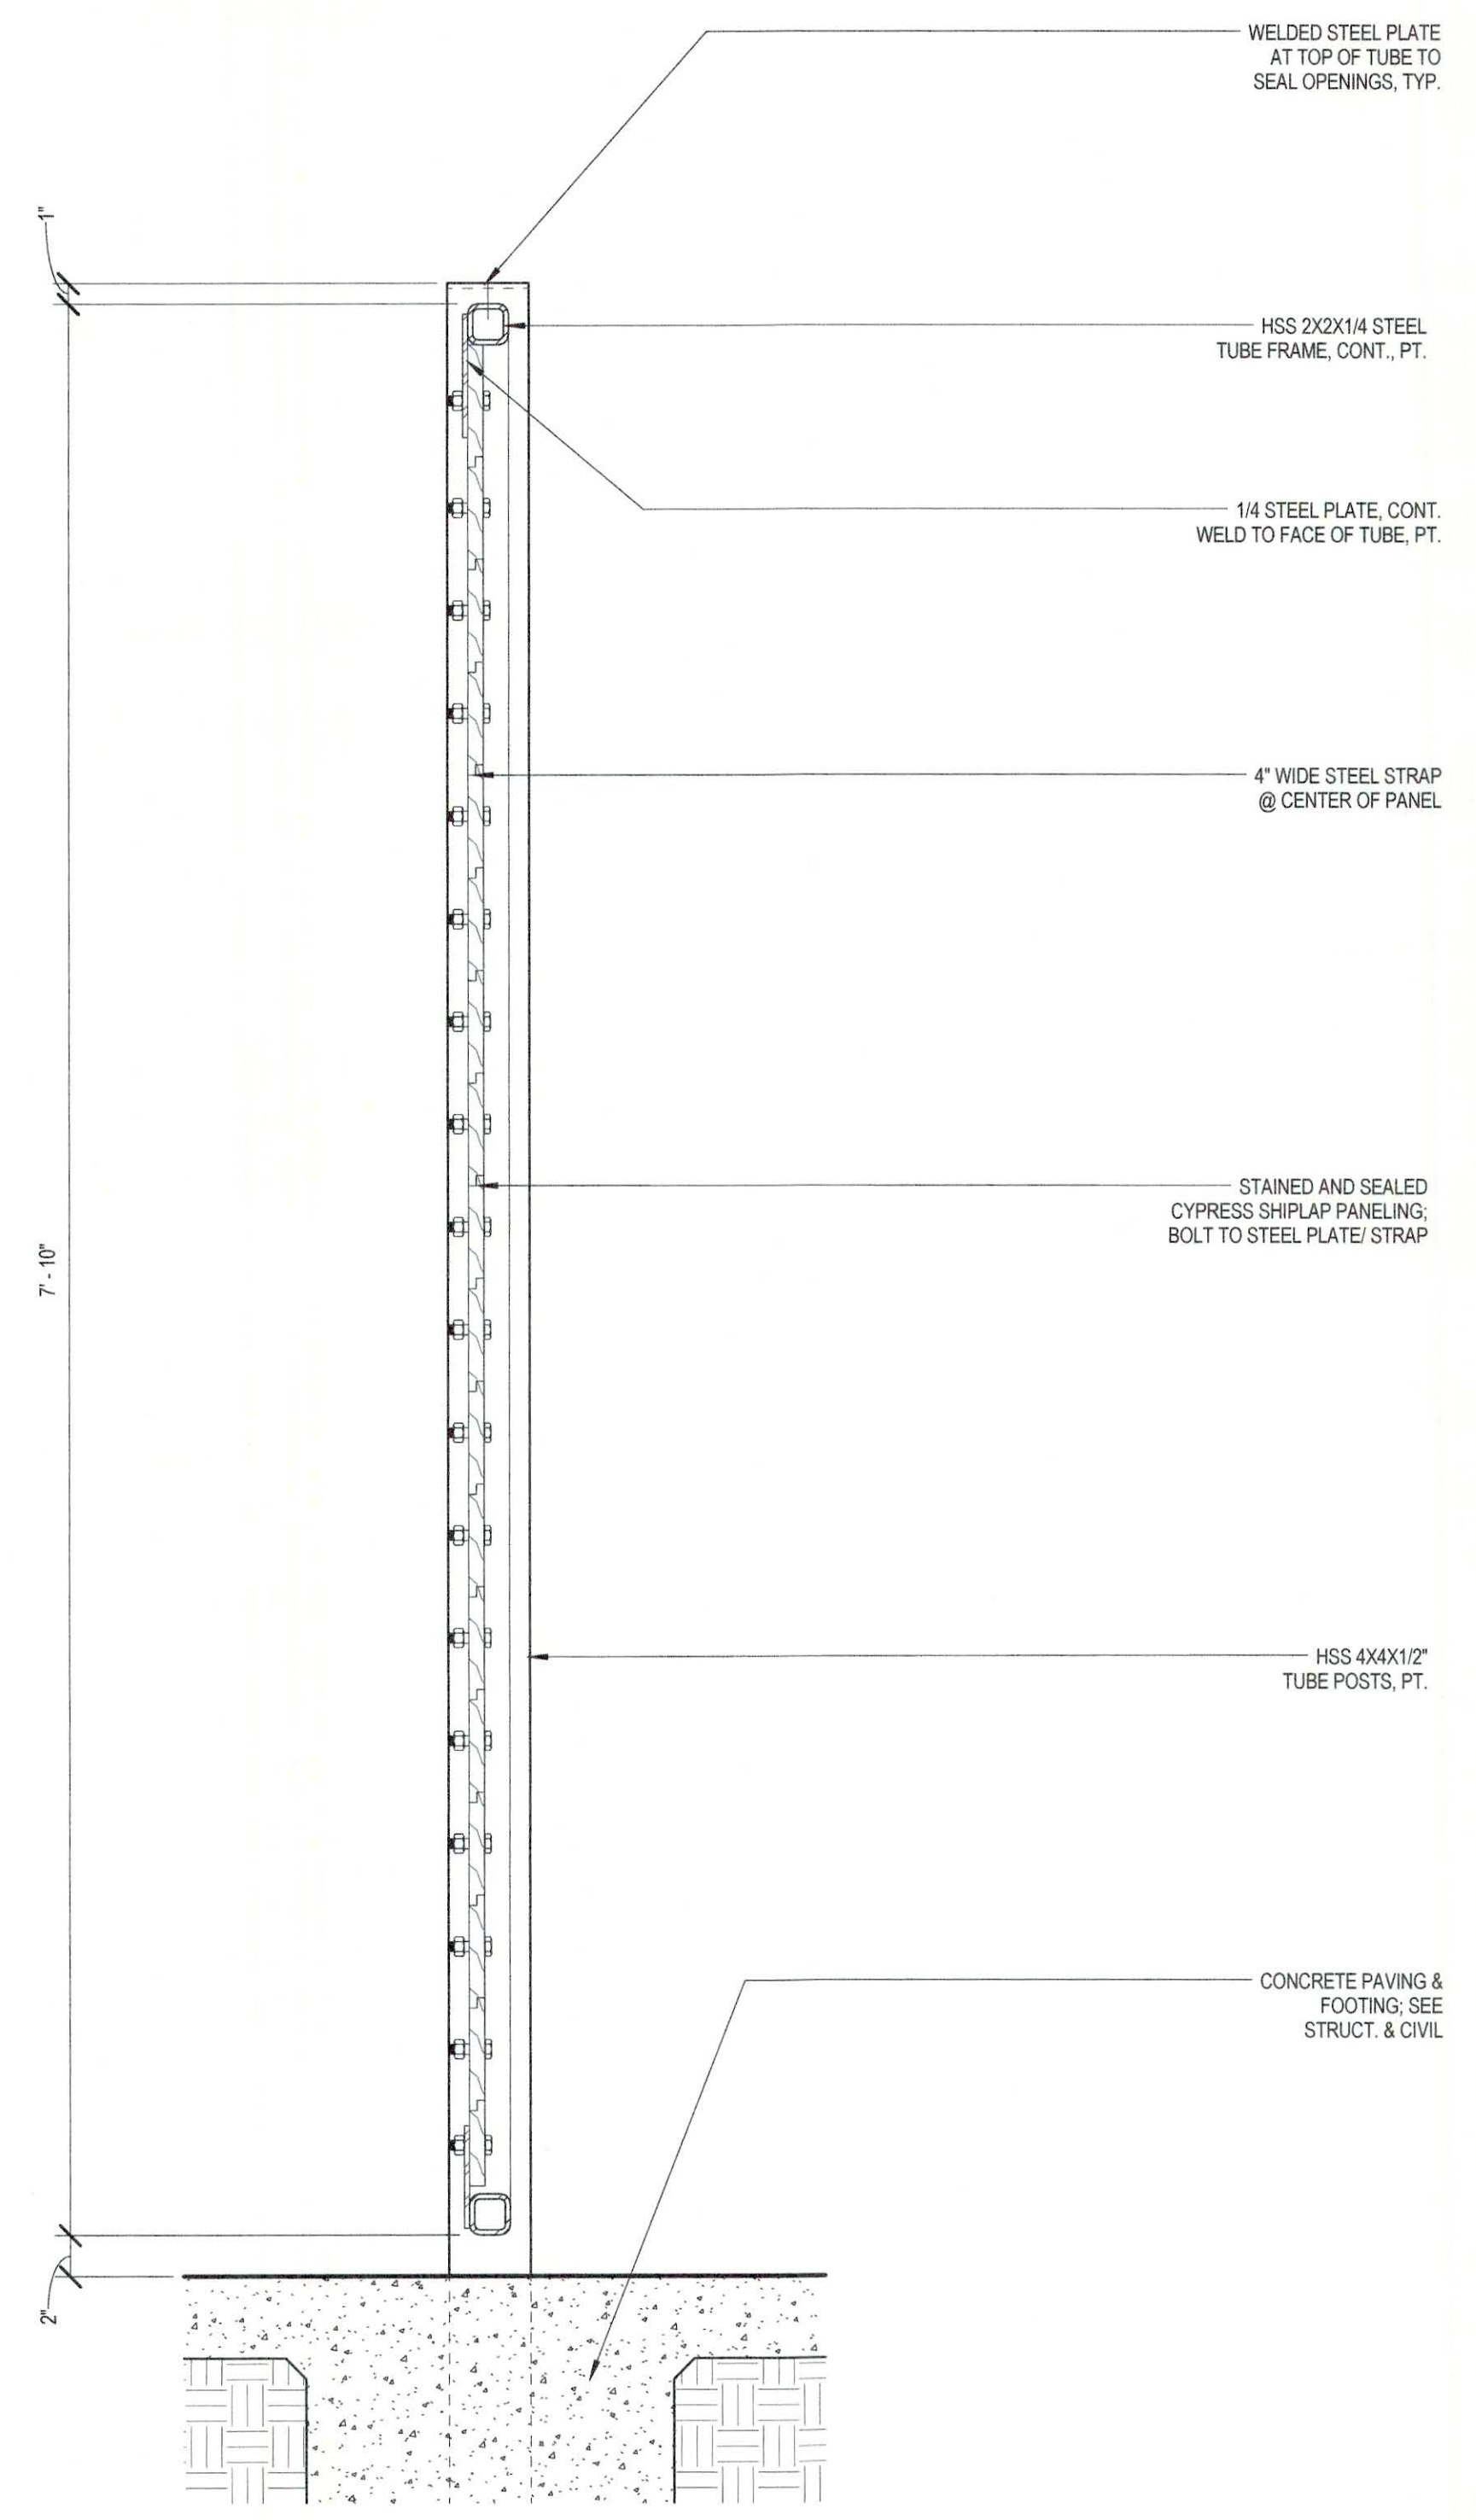 WELDED STEEL PLATE
AT TOP OF TUBE TO
SEAL OPENINGS, TYP.
1"
HSS 2X2X1/4 STEEL
TUBE FRAME, CONT., PT.
1/4 STEEL PLATE, CONT.
WELD TO FACE OF TUBE, PT.
4" WIDE STEEL STRAP
@ CENTER OF PANEL
STAINED AND SEALED
CYPRESS SHIPLAP PANELING;
BOLT TO STEEL PLATE/ STRAP
7' - 10"
HSS 4X4X1/2"
TUBE POSTS, PT.
CONCRETE PAVING &
FOOTING; SEE
STRUCT. & CIVIL
2"